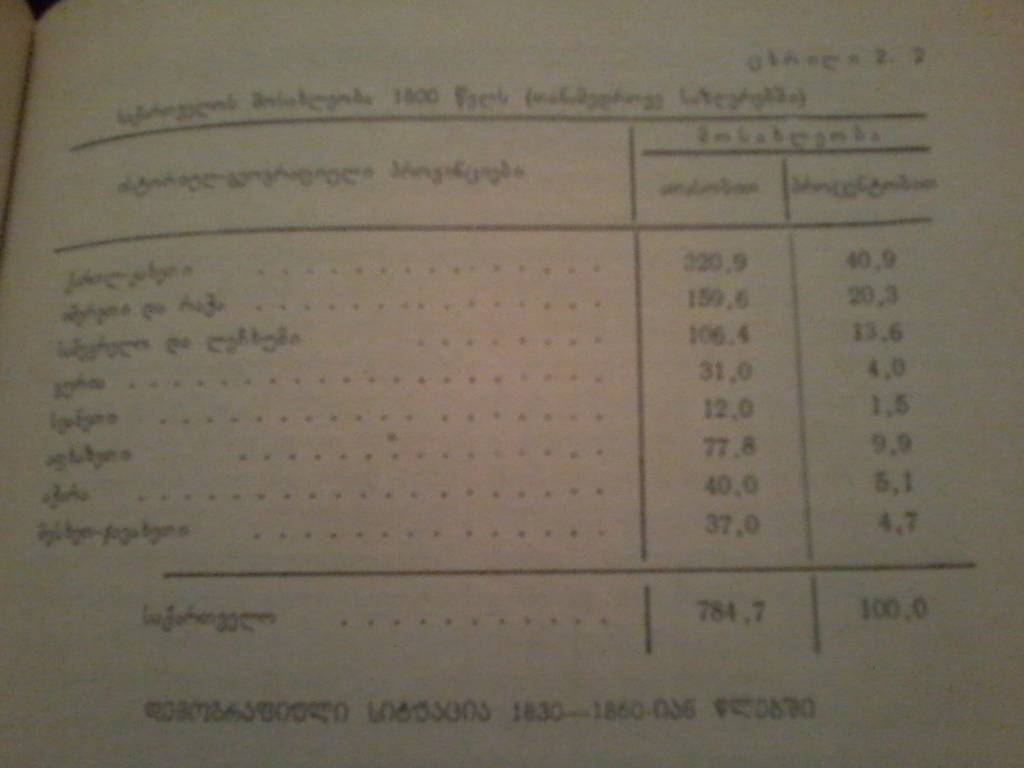 ცხრილი 2. 2
საქართველოს მოსახლეობა 1800 წელს (თანამედროვე საზღვრებში)
მოსახლეობა
ისტორიულ-გეოგრაფიული პროვინციები
ათასობით პროცენტობით
ქართლ-კახეთი . . . . . . . . . . . . . . 320,9 40,9
იმერეთი და რაჭა . . . . . . . . . . . . . . 159,6 20,3
სამეგრელო და ლეჩხუმი . . . . . . . . 106,4 13,6
გურია . . . . . . . . . . . . . . . . . . 31,0 4,0
სვანეთი . . . . . . . . . . . . . . . . . 12,0 1,5
აფხაზეთი . . . . . . . . . . . . . . 77,8 9,9
აჭარა . . . . . . . . . . . . . . . . . . 40,0 5,1
მესხეთ-ჯავახეთი . . . . . . . . . . . . . . 37,0 4,7
საქართველო . . . . . . . . . . . 784,7 100,0
დემოგრაფიული სიტუაცია 1830—1860-იან წლებში